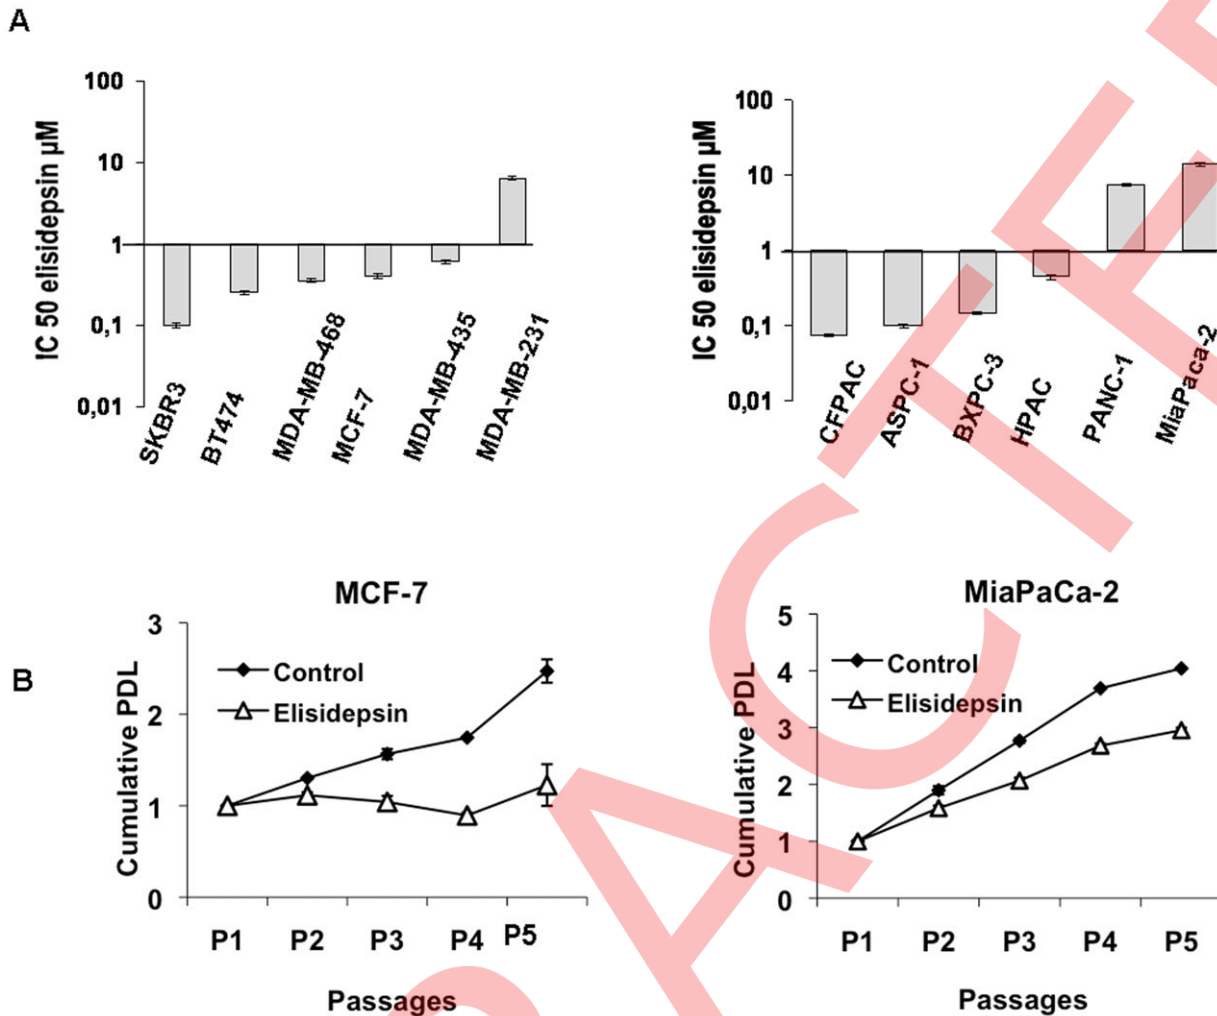 A
100
10
1
0,1
0,01
IC 50 elisidepsin µM
SKBR3
BT474
MDA-MB-468
MCF-7
MDA-MB-435
MDA-MB-231
100
10
1
0,1
0,01
IC 50 elisidepsin µM
CFPAC
ASPC-1
BXPC-3
HPAC
PANC-1
MiaPaca-2
B
MCF-7
3
2
1
0
Cumulative PDL
Control
Elisidepsin
P1 P2 P3 P4 P5
Passages
MiaPaCa-2
5
4
3
2
1
0
Cumulative PDL
Control
Elisidepsin
P1 P2 P3 P4 P5
Passages